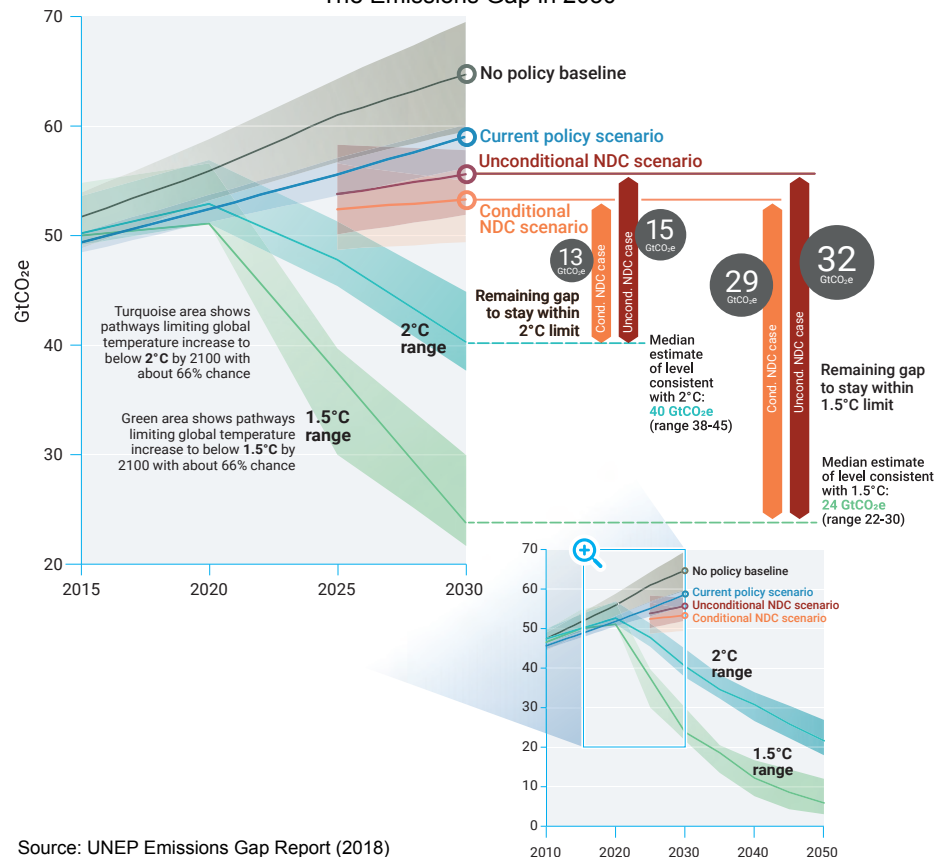 The Emissions Gap in 2030
70
60
50
40
30
20
GtCO₂e
2015
2020
2025
2030
No policy baseline
Current policy scenario
Unconditional NDC scenario
Conditional
NDC scenario
Turquoise area shows
pathways limiting global
temperature increase to
below 2°C by 2100 with
about 66% chance
Green area shows pathways
limiting global temperature
increase to below 1.5°C by
2100 with about 66% chance
2°C
range
1.5°C
range
13
GtCO₂e
15
GtCO₂e
29
GtCO₂e
32
GtCO₂e
Cond. NDC case
Uncond. NDC case
Cond. NDC case
Uncond. NDC case
Remaining gap
to stay within
2°C limit
Median
estimate
of level
consistent
with 2°C:
40 GtCO₂e
(range 38-45)
Remaining gap
to stay within
1.5°C limit
Median estimate
of level consistent
with 1.5°C:
24 GtCO₂e
(range 22-30)
70
60
50
40
30
20
10
0
2010
2020
2030
2040
2050
No policy baseline
Current policy scenario
Unconditional NDC scenario
Conditional NDC scenario
2°C
range
1.5°C
range
Source: UNEP Emissions Gap Report (2018)